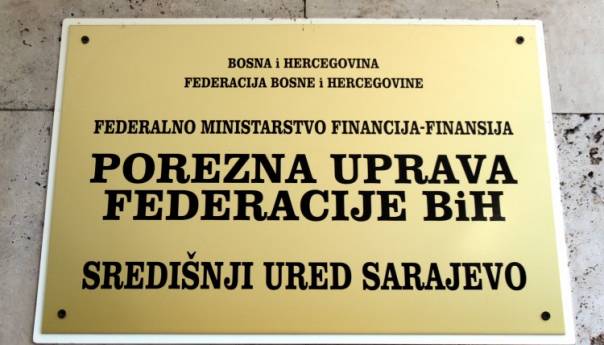 BOSNA i HERCEGOVINA
FEDERACIJA BOSNE i HERCEGOVINE
FEDERALNO MINISTARSTVO FINANCIJA-FINANSIJA
POREZNA UPRAVA
FEDERACIJE BiH
SREDIŠNJI URED SARAJEVO